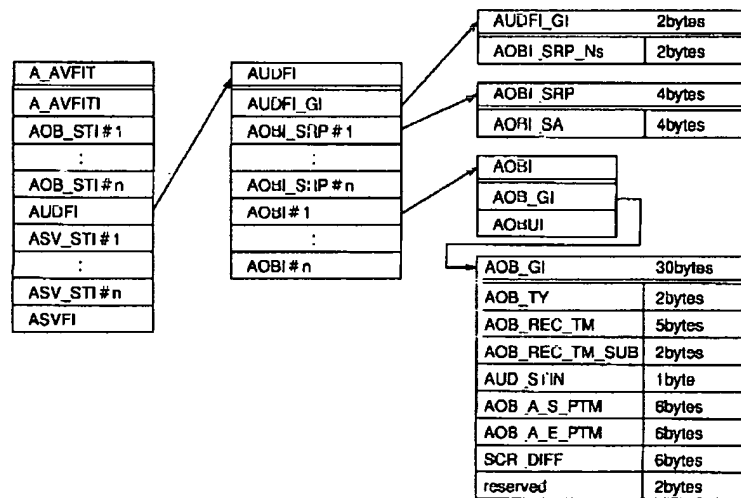 A_AVFIT
A_AVFITI
AOB_STI#1
:
AOB_STI#n
AUDFI
ASV_STI#1
:
ASV_STI#n
ASVFI
AUDFI
AUDFI_GI
AOBI_SRP#1
:
AOBI_SRP#n
AOBI#1
:
AOBI#n
AUDFI_GI 2bytes
AOBI_SRP_Ns 2bytes
AOBI_SRP 4bytes
AOBI_SA 4bytes
AOBI
AOB_GI
AOBUI
AOB_GI 30bytes
AOB_TY 2bytes
AOB_REC_TM 5bytes
AOB_REC_TM_SUB 2bytes
AUD_STIN 1byte
AOB_A_S_PTM 6bytes
AOB_A_E_PTM 6bytes
SCR_DIFF 6bytes
reserved 2bytes